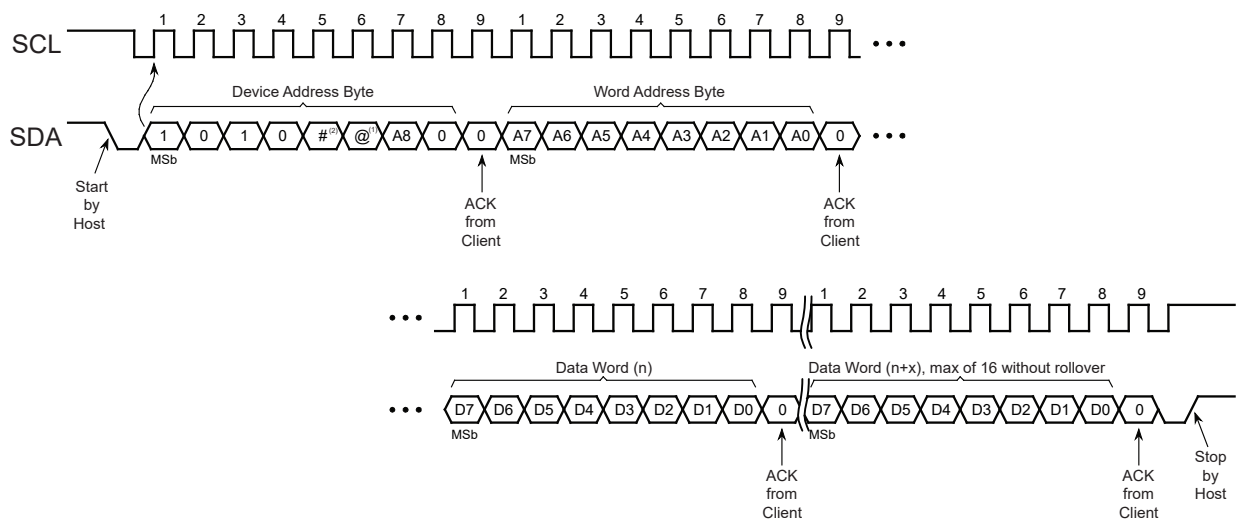 1 2 3 4 5 6 7 8 9 1 2 3 4 5 6 7 8 9
SCL
Device Address Byte Word Address Byte
SDA 1 0 1 0 #(2) @(1) A8 0 0 A7 A6 A5 A4 A3 A2 A1 A0 0
MSb MSb
Start
by
Host
ACK
from
Client
ACK
from
Client
1 2 3 4 5 6 7 8 9 1 2 3 4 5 6 7 8 9
Data Word (n) Data Word (n+x), max of 16 without rollover
D7 D6 D5 D4 D3 D2 D1 D0 0 D7 D6 D5 D4 D3 D2 D1 D0 0
MSb MSb
ACK
from
Client
ACK
from
Client
Stop
by
Host